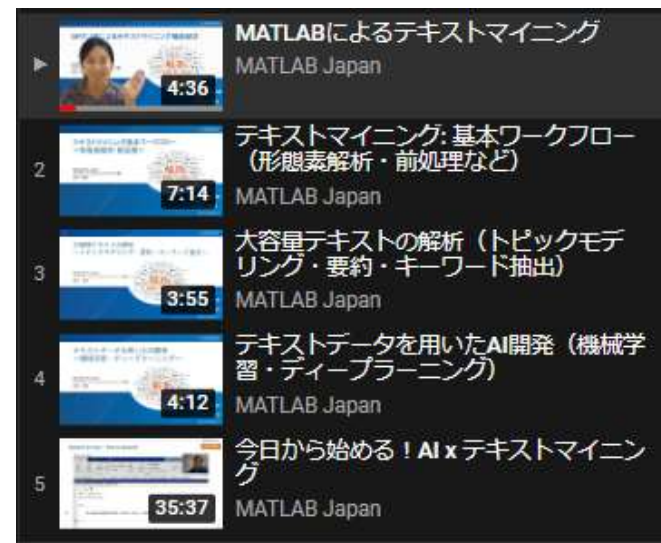 MATLABによるテキストマイニング
MATLAB Japan
4:36
2
テキストマイニング: 基本ワークフロー
（形態素解析・前処理など）
MATLAB Japan
7:14
3
大容量テキストの解析（トピックモデ
リング・要約・キーワード抽出）
MATLAB Japan
3:55
4
テキストデータを用いたAI開発（機械学
習・ディープラーニング）
MATLAB Japan
4:12
5
今日から始める！AI x テキストマイニン
グ
MATLAB Japan
35:37